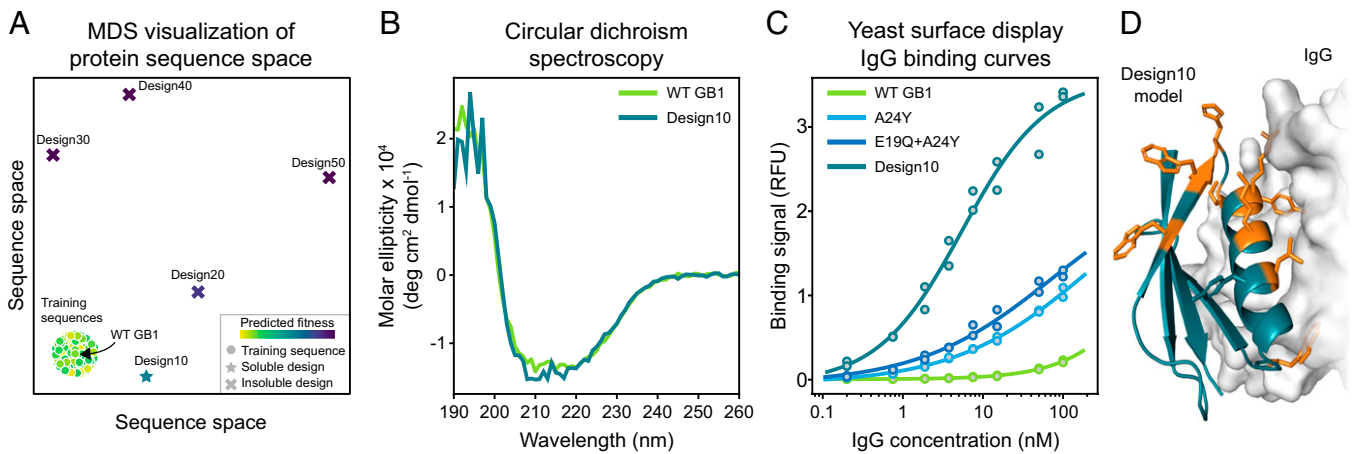 A
MDS visualization of
protein sequence space
Sequence space
Design40
Design30
Design50
Design20
Training
sequences
WT GB1
Design10
Predicted fitness
Training sequence
Soluble design
Insoluble design
Sequence space
B
Circular dichroism
spectroscopy
Molar ellipticity x 10⁴
(deg cm² dmol⁻¹)
WT GB1
Design10
2
1
0
-1
190 200 210 220 230 240 250 260
Wavelength (nm)
C
Yeast surface display
IgG binding curves
Binding signal (RFU)
WT GB1
A24Y
E19Q+A24Y
Design10
3
2
1
0
0.1 1 10 100
IgG concentration (nM)
D
IgG
Design10
model